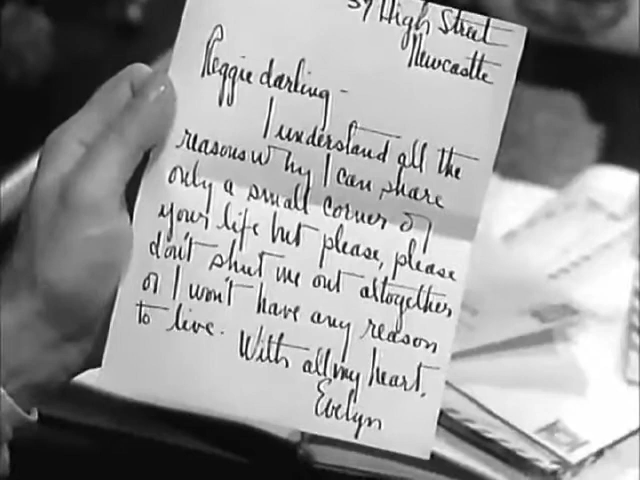 37 High Street
Newcastle
Reggie darling -
I understand all the
reasons why I can share
only a small corner of
your life but please, please
don't shut me out altogether
or I won't have any reason
to live.
With all my heart,
Evelyn